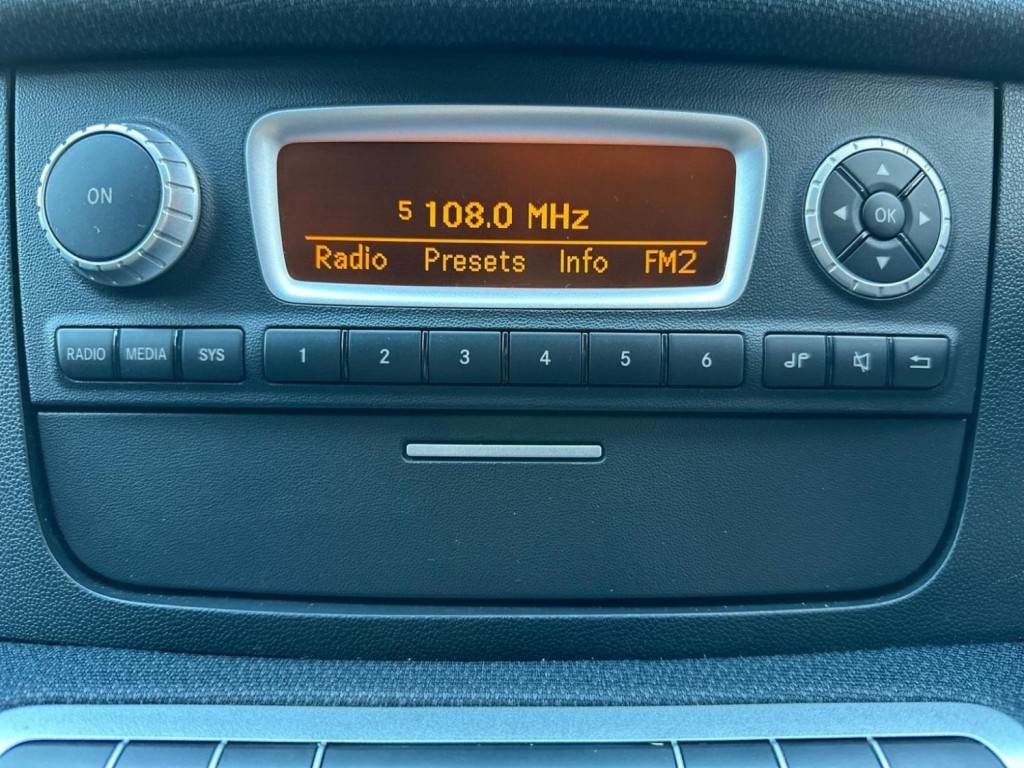 ON
5 108.0 MHz
Radio Presets Info FM2
OK
RADIO MEDIA SYS 1 2 3 4 5 6